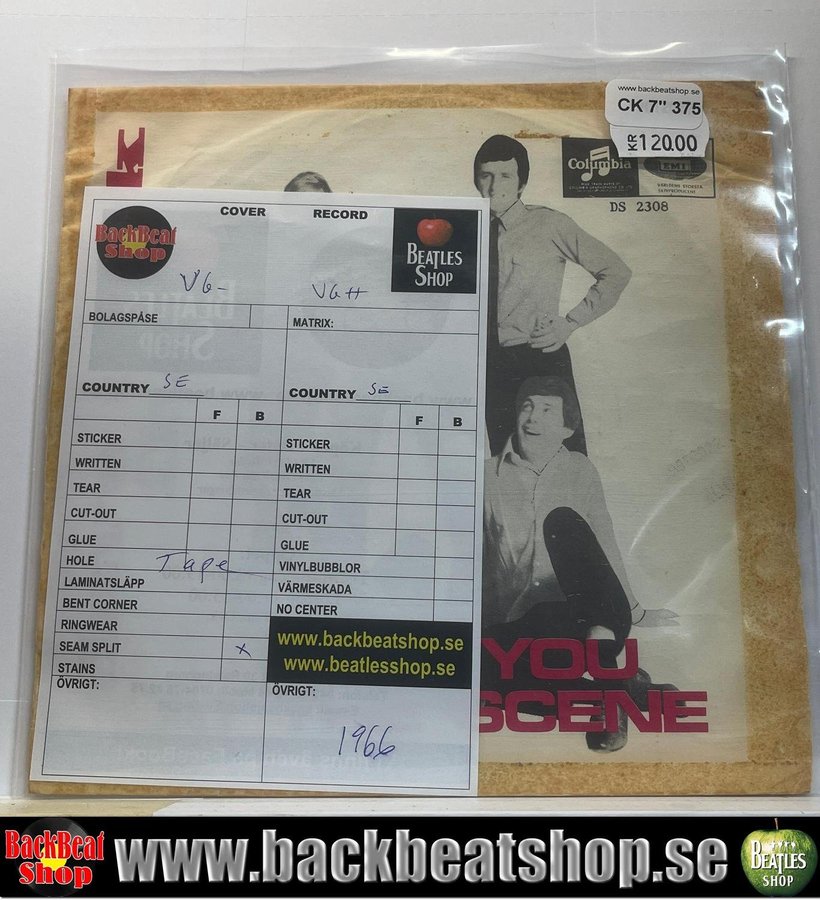 www.backbeatshop.se
CK 7" 375
KR 120.00
Columbia
EMI
VÄRLDENS STÖRSTA
SKIVPRODUCENT
DS 2308
COVER RECORD
BackBeat
Shop
BEATLES
SHOP
VG- VG++
BOLAGSPÅSE MATRIX:
COUNTRY SE COUNTRY SE
F B F B
STICKER STICKER
WRITTEN WRITTEN
TEAR TEAR
CUT-OUT CUT-OUT
GLUE GLUE
HOLE Tape VINYLBUBBLOR
LAMINATSLÄPP VÄRMESKADA
BENT CORNER NO CENTER
RINGWEAR
SEAM SPLIT x
STAINS
www.backbeatshop.se
www.beatlesshop.se
ÖVRIGT: ÖVRIGT:
1966
YOU
SCENE
BackBeat
Shop
www.backbeatshop.se
BEATLES
SHOP